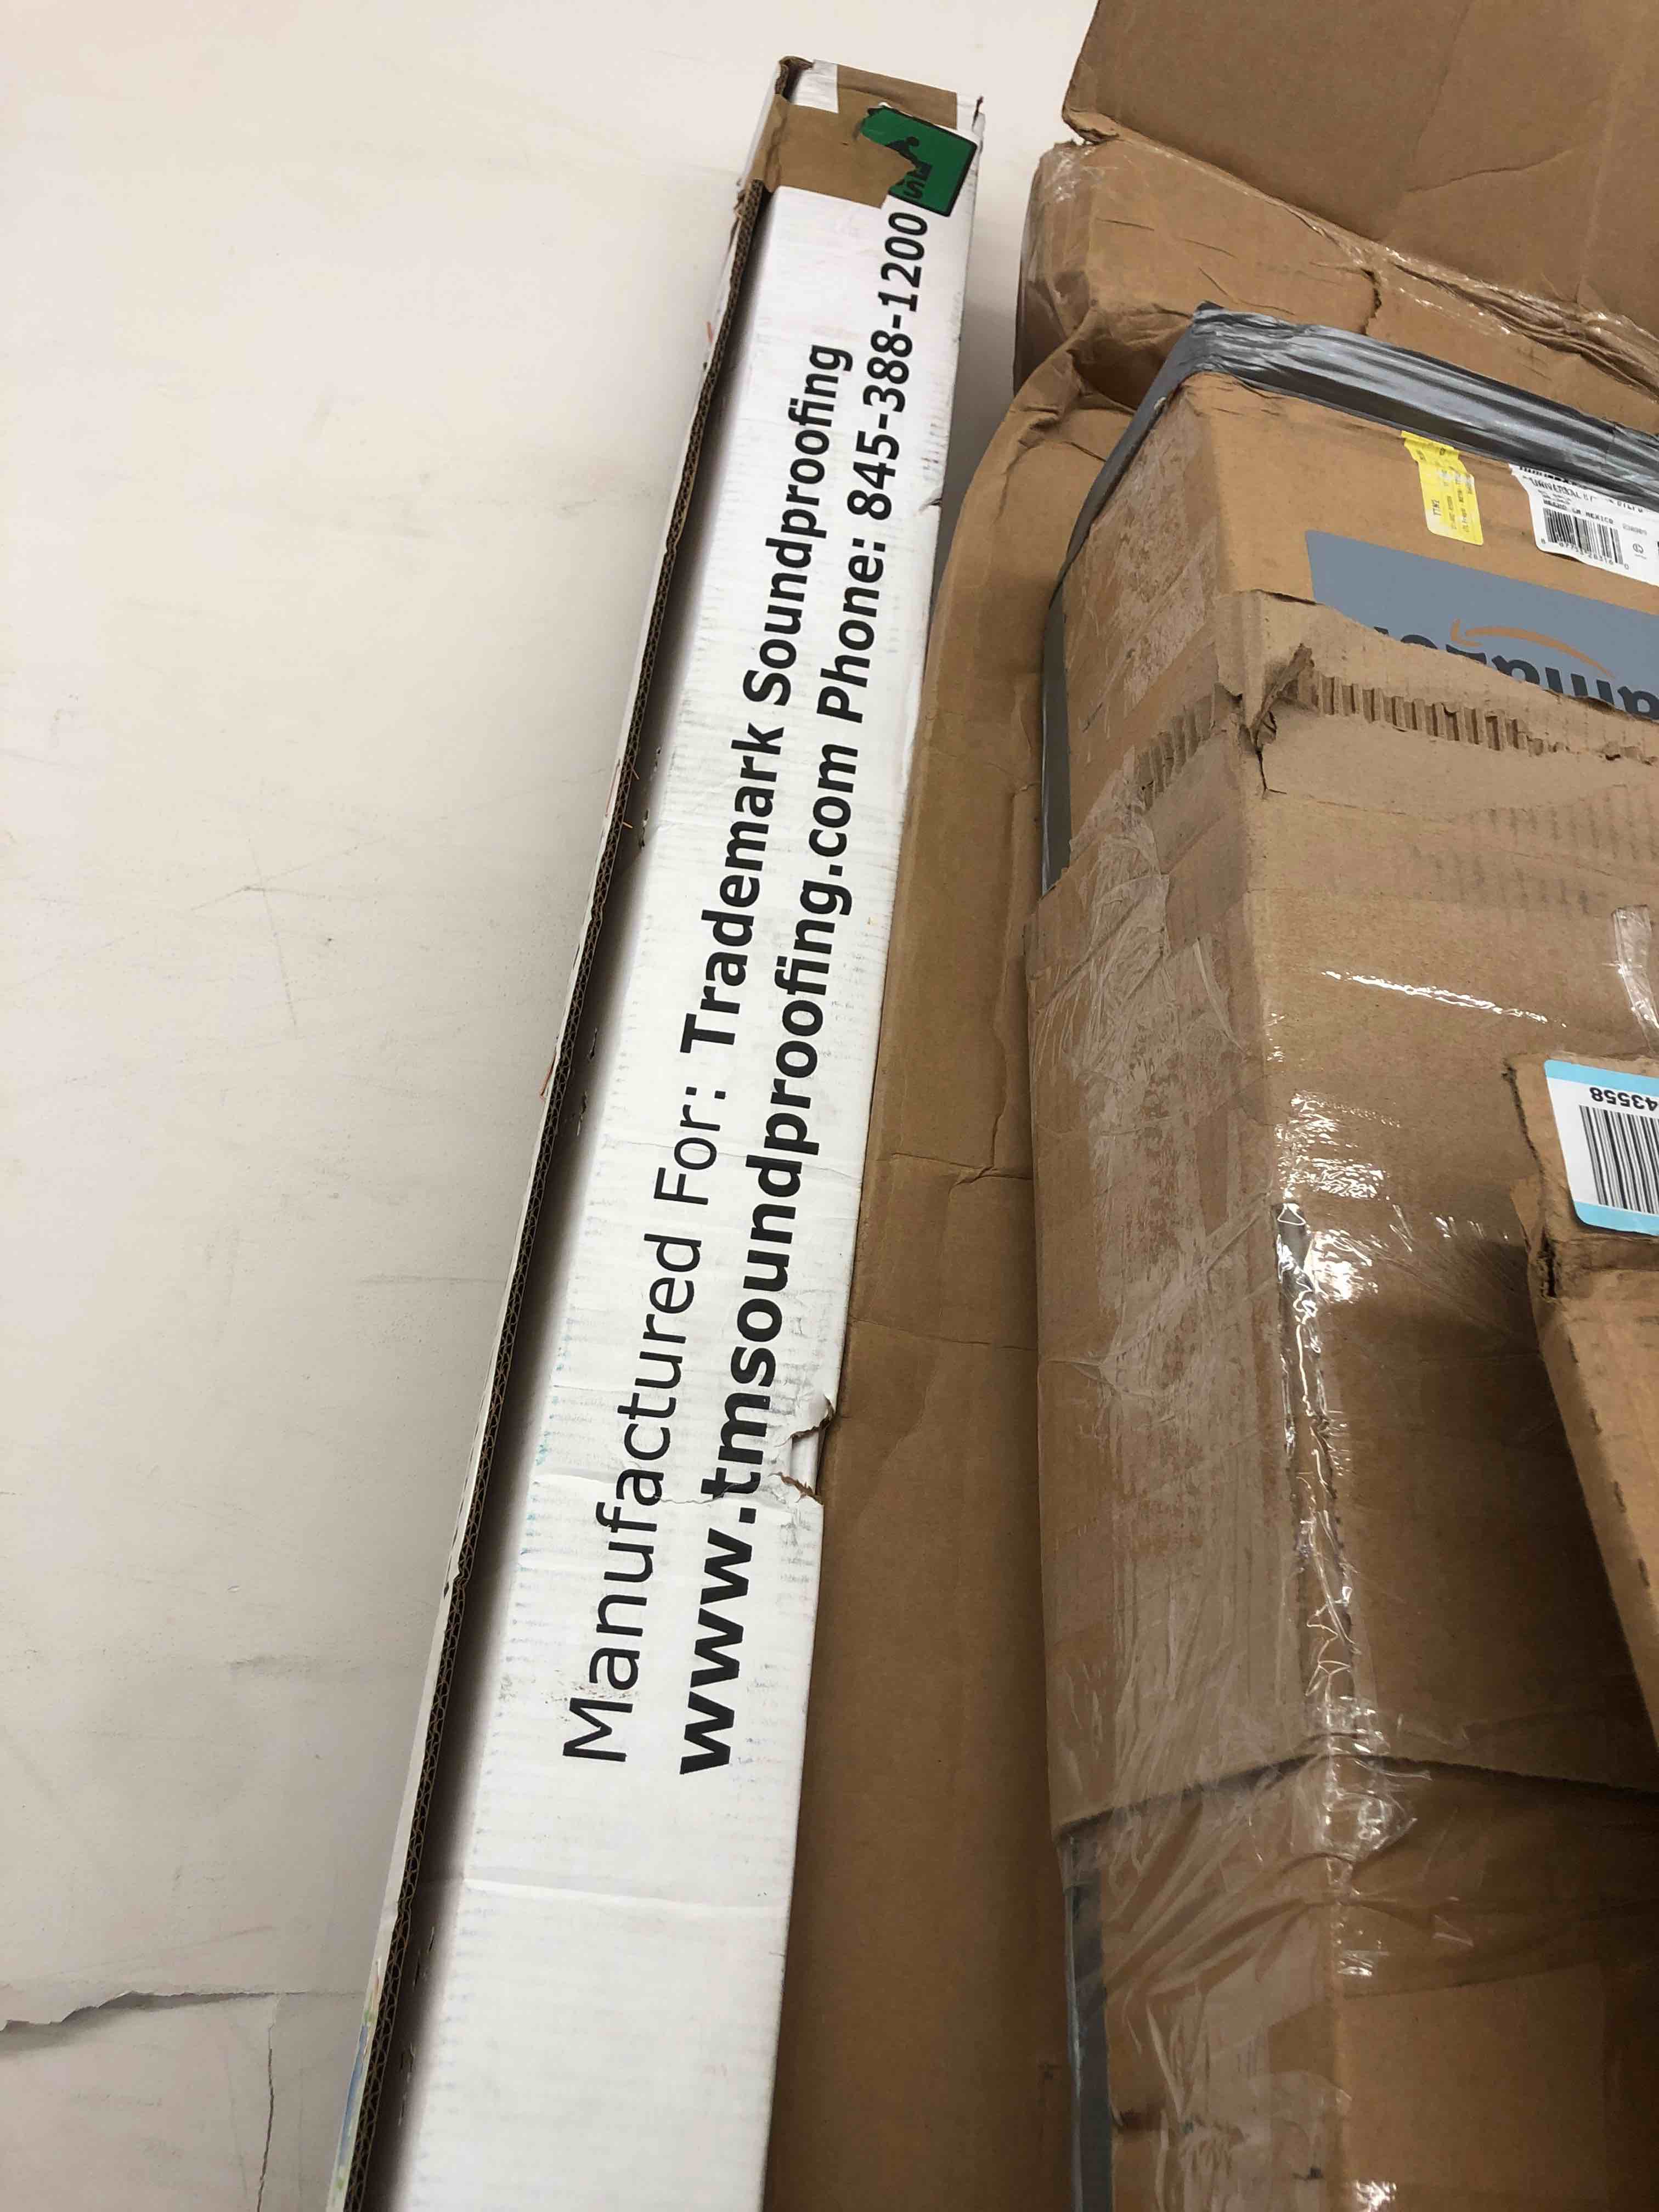 Manufactured For: Trademark Soundproofing
www.tmsoundproofing.com Phone: 845-388-1200
43558